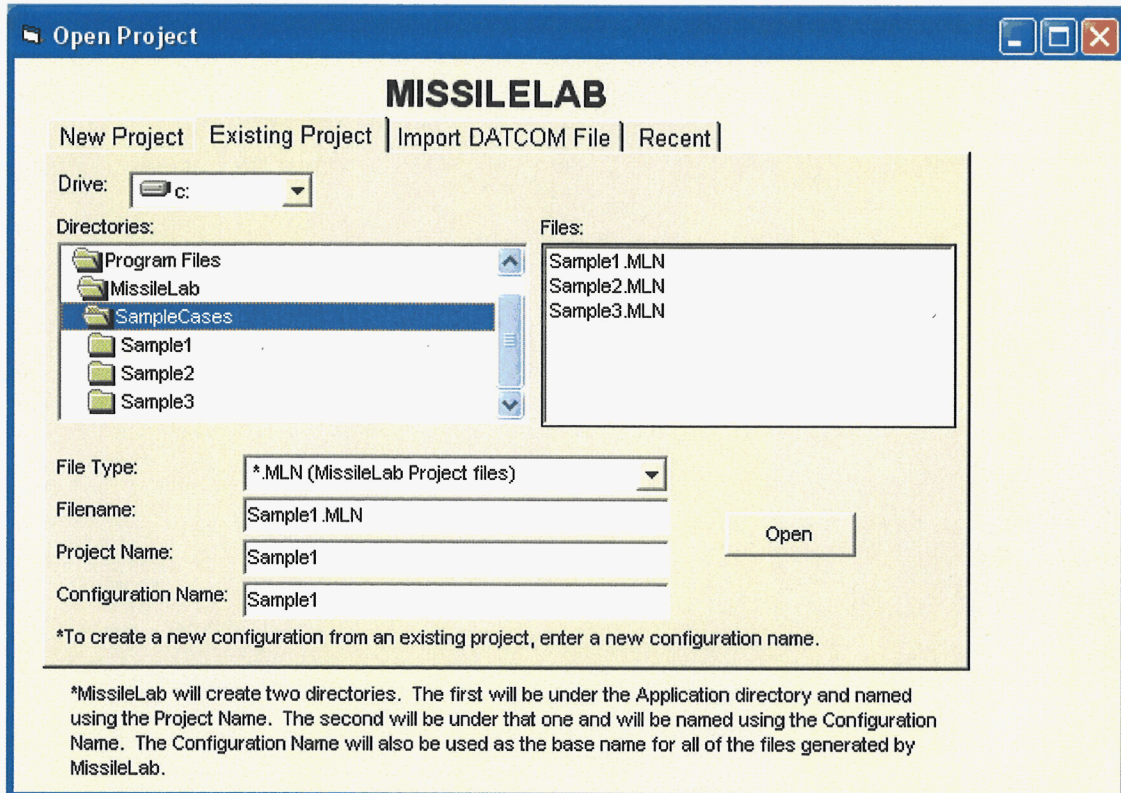 Open Project
MISSILELAB
New Project Existing Project Import DATCOM File Recent
Drive: c:
Directories: Files:
Program Files
MissileLab
SampleCases
Sample1
Sample2
Sample3
Sample1.MLN
Sample2.MLN
Sample3.MLN
File Type: *.MLN (MissileLab Project files)
Filename: Sample1.MLN
Open
Project Name: Sample1
Configuration Name: Sample1
*To create a new configuration from an existing project, enter a new configuration name.
*MissileLab will create two directories. The first will be under the Application directory and named
using the Project Name. The second will be under that one and will be named using the Configuration
Name. The Configuration Name will also be used as the base name for all of the files generated by
MissileLab.